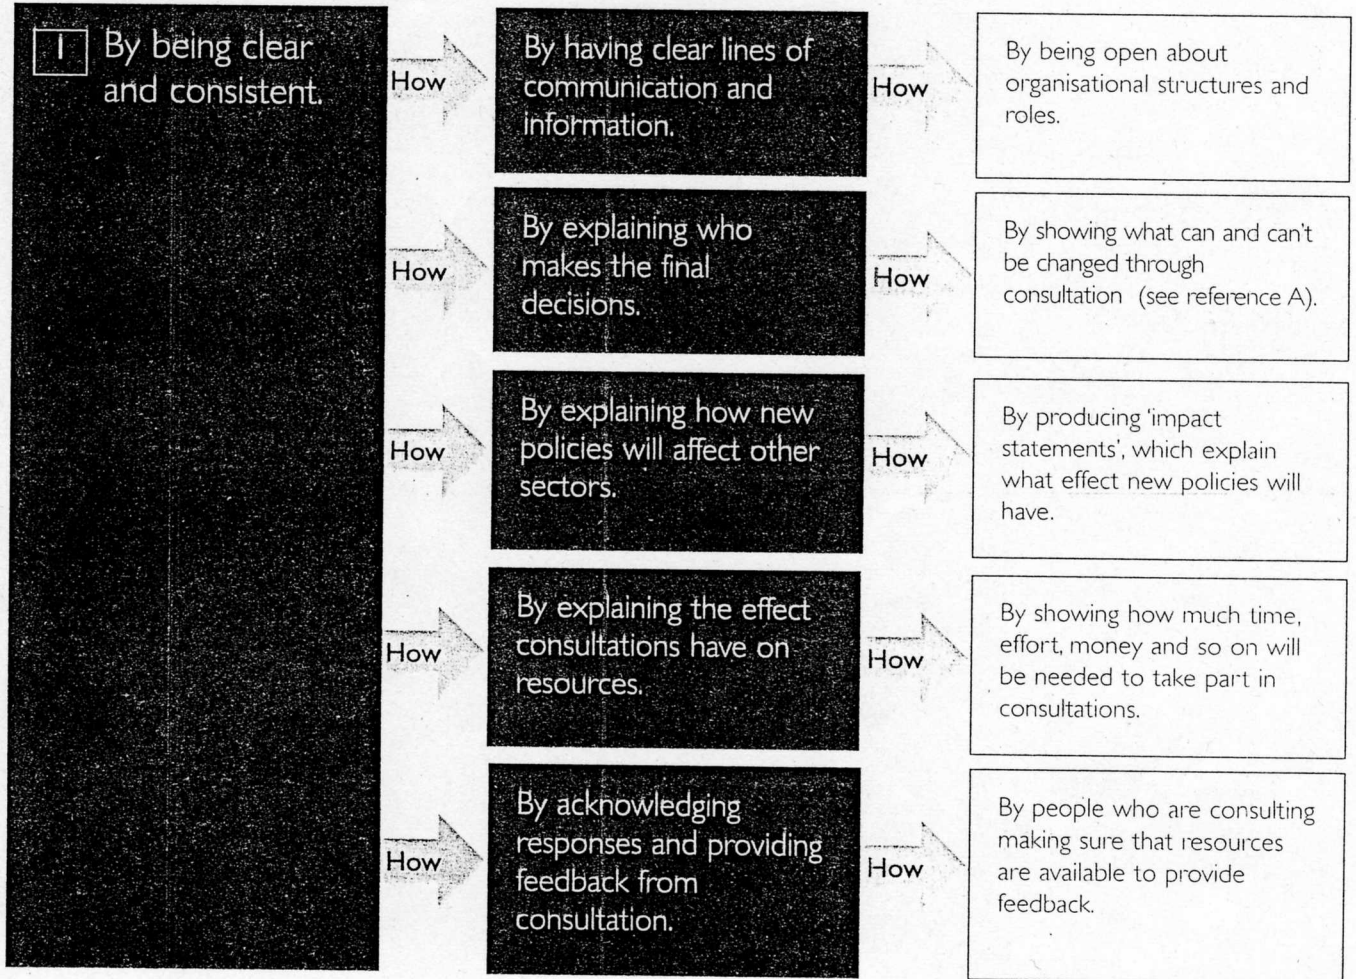 1 By being clear
and consistent.
How
By having clear lines of
communication and
information.
How
By being open about
organisational structures and
roles.
How
By explaining who
makes the final
decisions.
How
By showing what can and can't
be changed through
consultation (see reference A).
How
By explaining how new
policies will affect other
sectors.
How
By producing 'impact
statements', which explain
what effect new policies will
have.
How
By explaining the effect
consultations have on
resources.
How
By showing how much time,
effort, money and so on will
be needed to take part in
consultations.
How
By acknowledging
responses and providing
feedback from
consultation.
How
By people who are consulting
making sure that resources
are available to provide
feedback.